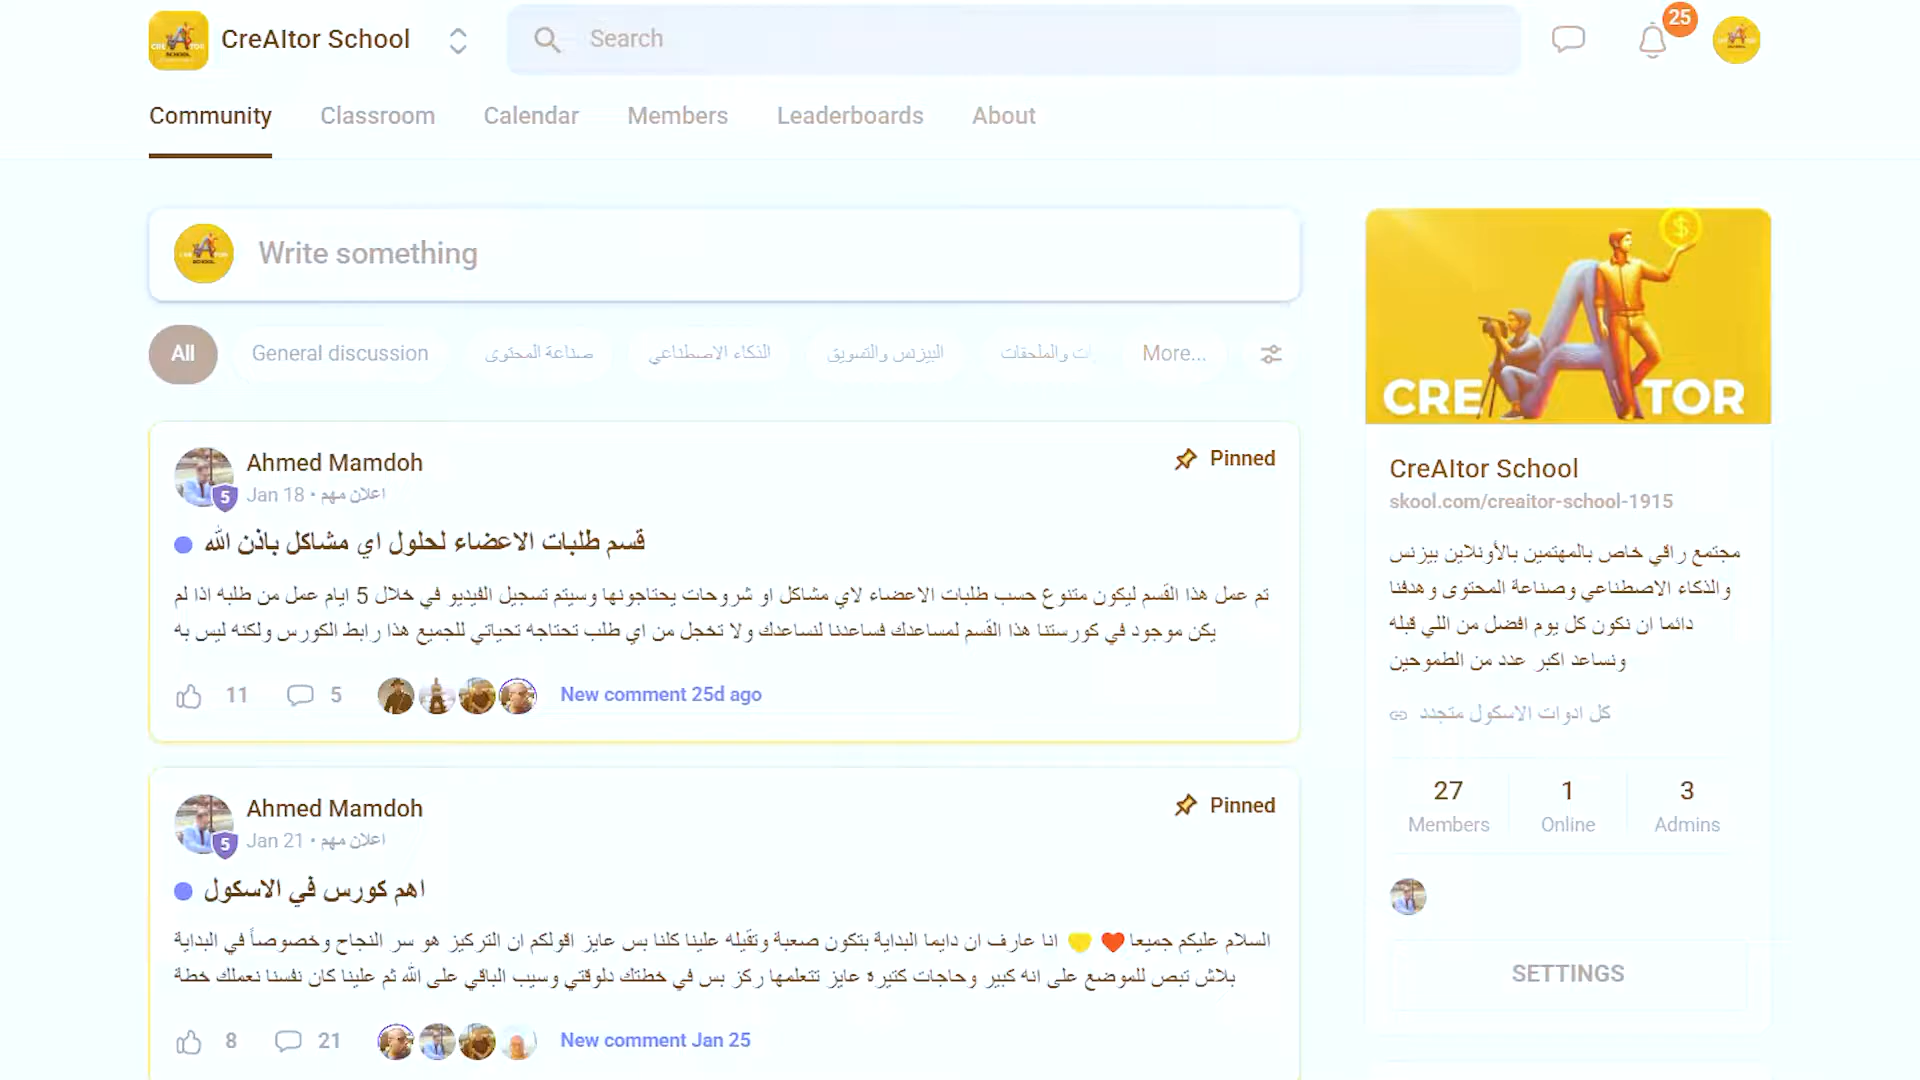 CreAItor School
Search
25
Community
Classroom
Calendar
Members
Leaderboards
About
Write something
All
General discussion
صناعة المحتوى
الذكاء الاصطناعي
البيزنس والتسويق
ات والملحقات
More...
Ahmed Mamdoh
Pinned
5
Jan 18 • اعلان مهم
قسم طلبات الاعضاء لحلول اي مشاكل باذن الله
تم عمل هذا القسم ليكون متنوع حسب طلبات الاعضاء لاي مشاكل او شروحات يحتاجونها وسيتم تسجيل الفيديو في خلال 5 ايام عمل من طلبه اذا لم
يكن موجود في كورستنا هذا القسم لمساعدك فساعدنا لنساعدك ولا تخجل من اي طلب تحتاجه تحياتي للجميع هذا رابط الكورس ولكنه ليس به
11
5
New comment 25d ago
Ahmed Mamdoh
Pinned
5
Jan 21 • اعلان مهم
اهم كورس في الاسكول
السلام عليكم جميعا ❤️ 💛 انا عارف ان دايما البداية بتكون صعبة وتقيله علينا كلنا بس عايز اقولكم ان التركيز هو سر النجاح وخصوصاً في البداية
بلاش تبص للموضع على انه كبير وحاجات كتيرة عايز تتعلمها ركز بس في خطتك دلوقتي وسيب الباقي على الله ثم علينا كان نفسنا نعملك خطة
8
21
New comment Jan 25
CREATOR
CreAItor School
skool.com/creaitor-school-1915
مجتمع راقي خاص بالمهتمين بالأونلاين بيزنس
والذكاء الاصطناعي وصناعة المحتوى وهدفنا
دائما ان نكون كل يوم افضل من اللي قبله
ونساعد اكبر عدد من الطموحين
كل ادوات الاسكول متجدد
27
Members
1
Online
3
Admins
SETTINGS